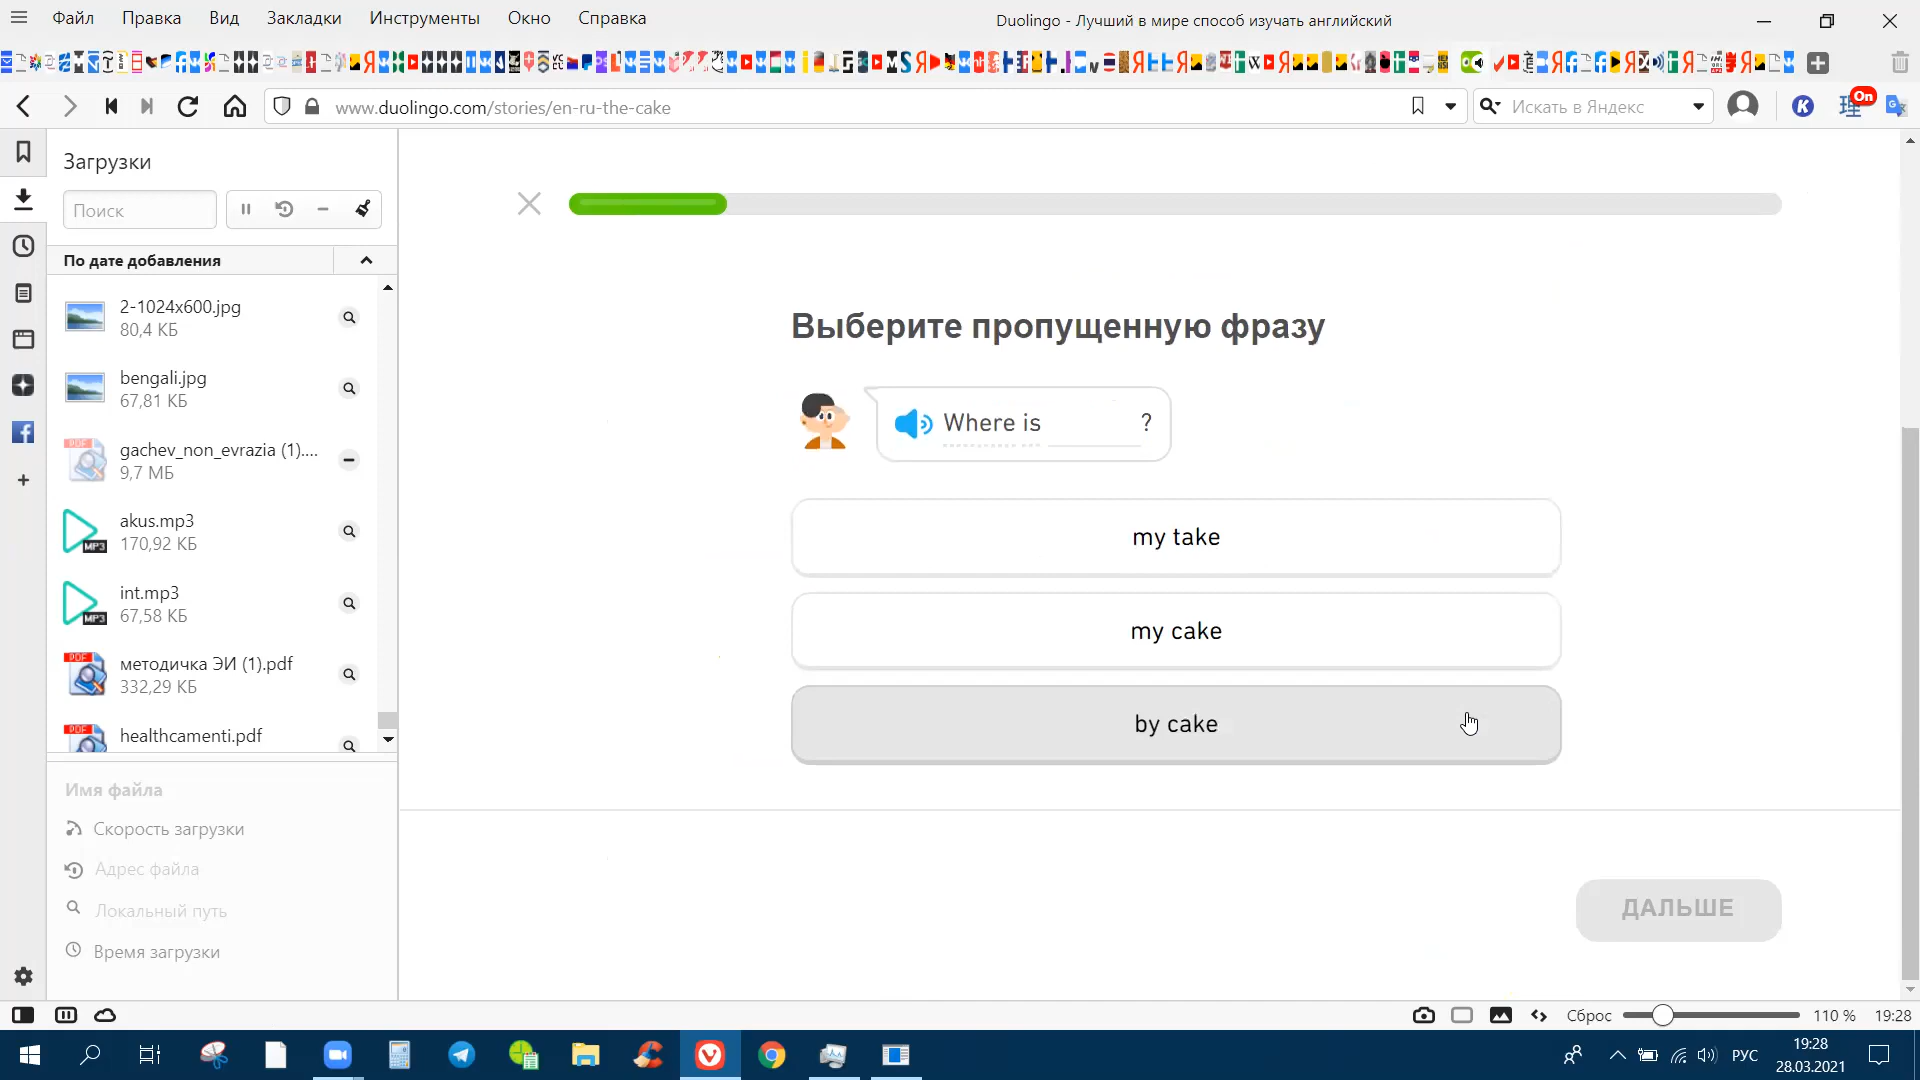 Файл Правка Вид Закладки Инструменты Окно Справка
Duolingo - Лучший в мире способ изучать английский
www.duolingo.com/stories/en-ru-the-cake
Искать в Яндекс
On
Загрузки
Поиск
По дате добавления
2-1024x600.jpg
80,4 КБ
bengali.jpg
67,81 КБ
gachev_non_evrazia (1)....
9,7 МБ
akus.mp3
170,92 КБ
int.mp3
67,58 КБ
методичка ЭИ (1).pdf
332,29 КБ
healthcamenti.pdf
Имя файла
Скорость загрузки
Адрес файла
Локальный путь
Время загрузки
Выберите пропущенную фразу
Where is ?
my take
my cake
by cake
ДАЛЬШЕ
Сброс 110 % 19:28
РУС
19:28
28.03.2021